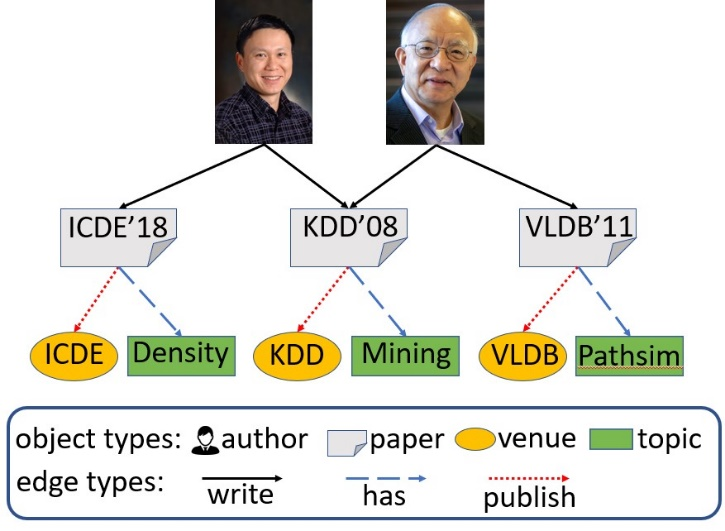 ICDE’18 KDD’08 VLDB’11
ICDE Density KDD Mining VLDB Pathsim
object types: author paper venue topic
edge types: write has publish